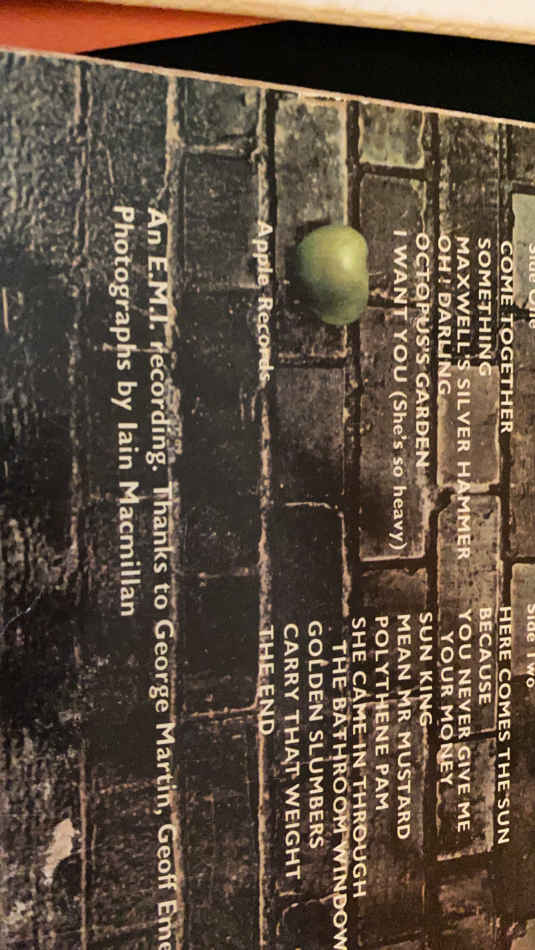 Side One
COME TOGETHER
SOMETHING
MAXWELL'S SILVER HAMMER
OH! DARLING
OCTOPUS'S GARDEN
I WANT YOU (She's so heavy)
Side Two
HERE COMES THE SUN
BECAUSE
YOU NEVER GIVE ME
YOUR MONEY
SUN KING
MEAN MR MUSTARD
POLYTHENE PAM
SHE CAME IN THROUGH
THE BATHROOM WINDOW
GOLDEN SLUMBERS
CARRY THAT WEIGHT
THE END
Apple Records
An E.M.I. recording. Thanks to George Martin, Geoff Eme
Photographs by Iain Macmillan